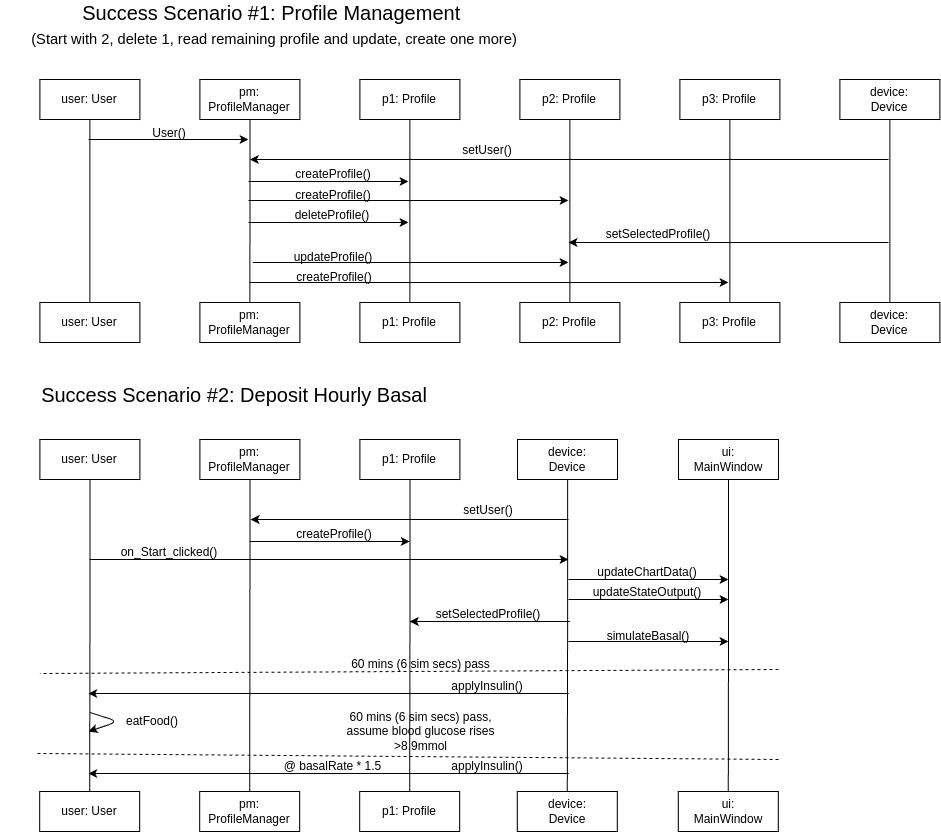 Success Scenario #1: Profile Management
(Start with 2, delete 1, read remaining profile and update, create one more)
user: User
pm:
ProfileManager
p1: Profile
p2: Profile
p3: Profile
device:
Device
User()
setUser()
createProfile()
createProfile()
deleteProfile()
setSelectedProfile()
updateProfile()
createProfile()
user: User
pm:
ProfileManager
p1: Profile
p2: Profile
p3: Profile
device:
Device
Success Scenario #2: Deposit Hourly Basal
user: User
pm:
ProfileManager
p1: Profile
device:
Device
ui:
MainWindow
setUser()
createProfile()
on_Start_clicked()
updateChartData()
updateStateOutput()
setSelectedProfile()
simulateBasal()
60 mins (6 sim secs) pass
applyInsulin()
eatFood()
60 mins (6 sim secs) pass,
assume blood glucose rises
>8.9mmol
@ basalRate * 1.5
applyInsulin()
user: User
pm:
ProfileManager
p1: Profile
device:
Device
ui:
MainWindow